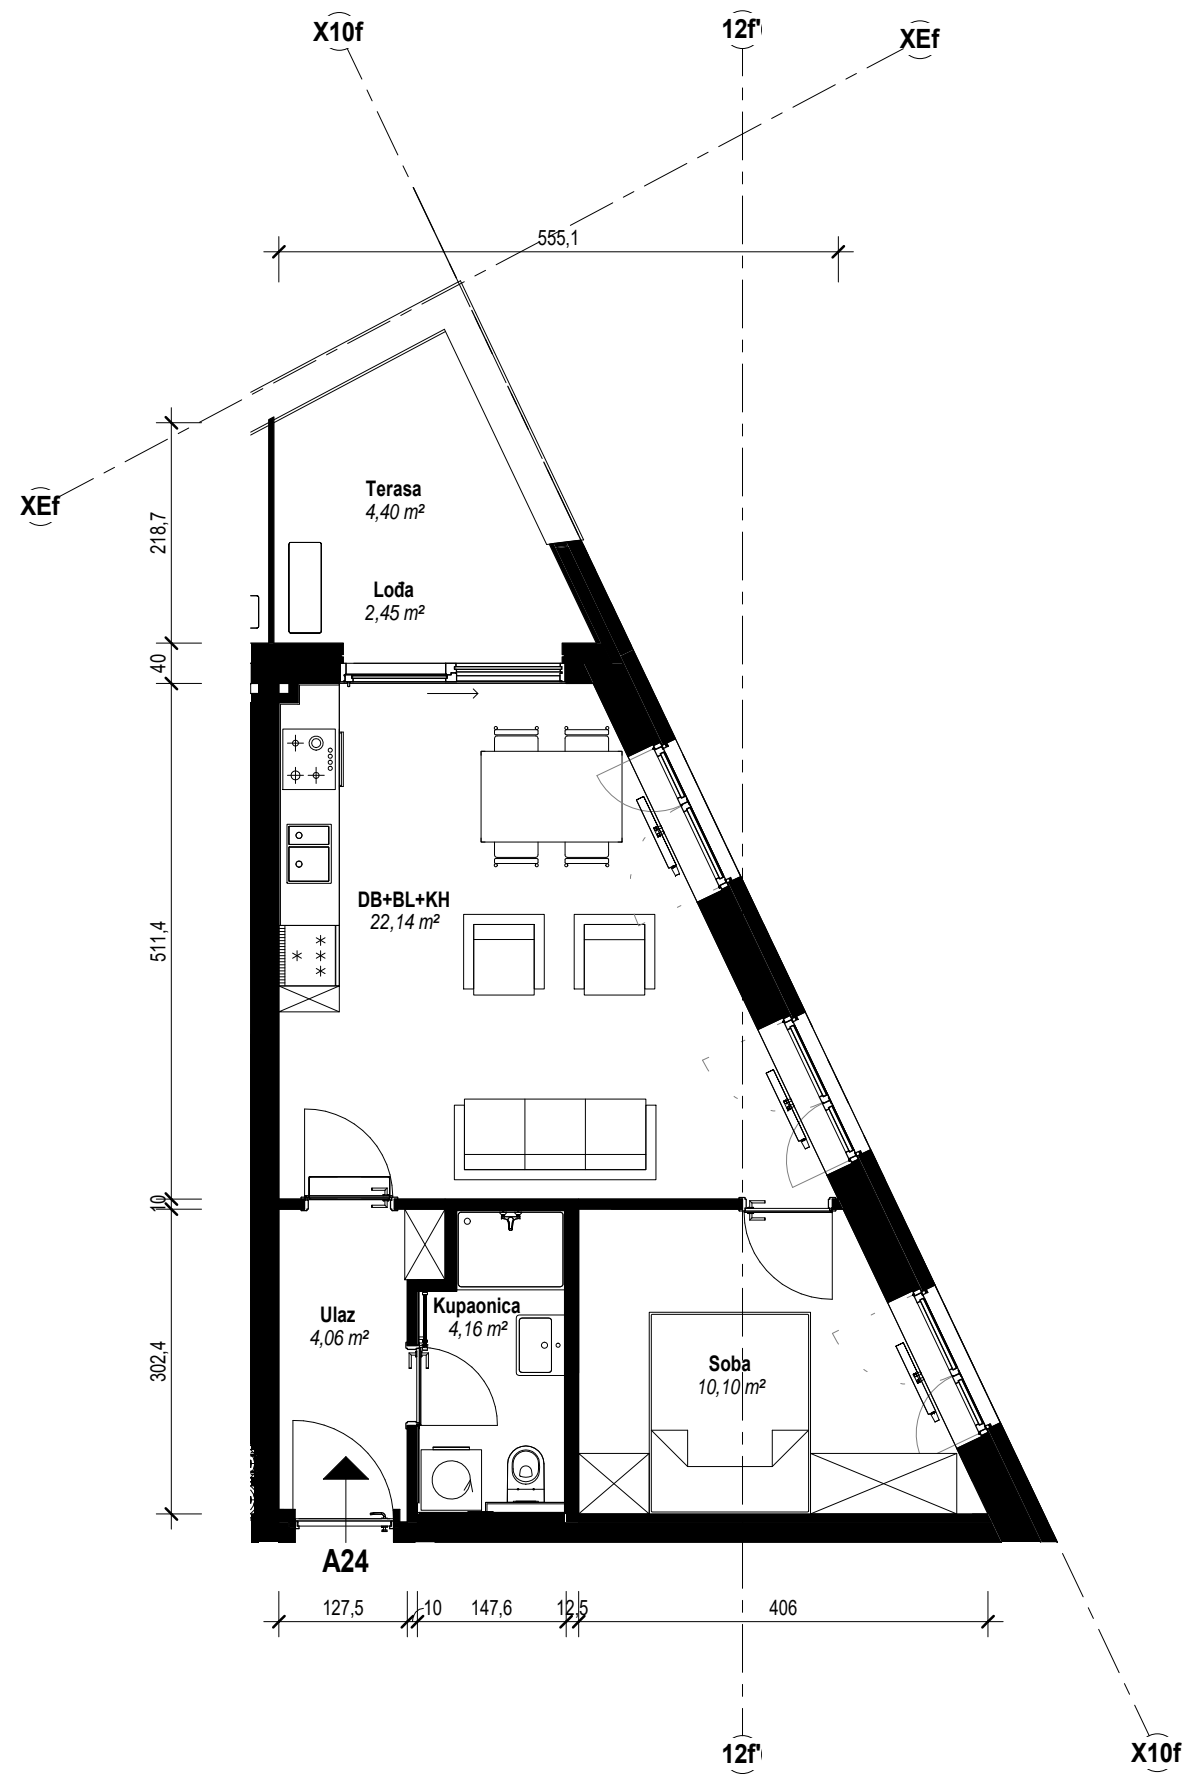 X10f
12f'
XEf
555,1
XEf
218,7
Terasa
4,40 m²
Lođa
2,45 m²
40
511,4
DB+BL+KH
22,14 m²
10
302,4
Ulaz
4,06 m²
Kupaonica
4,16 m²
Soba
10,10 m²
A24
127,5
10
147,6
12,5
406
12f'
X10f